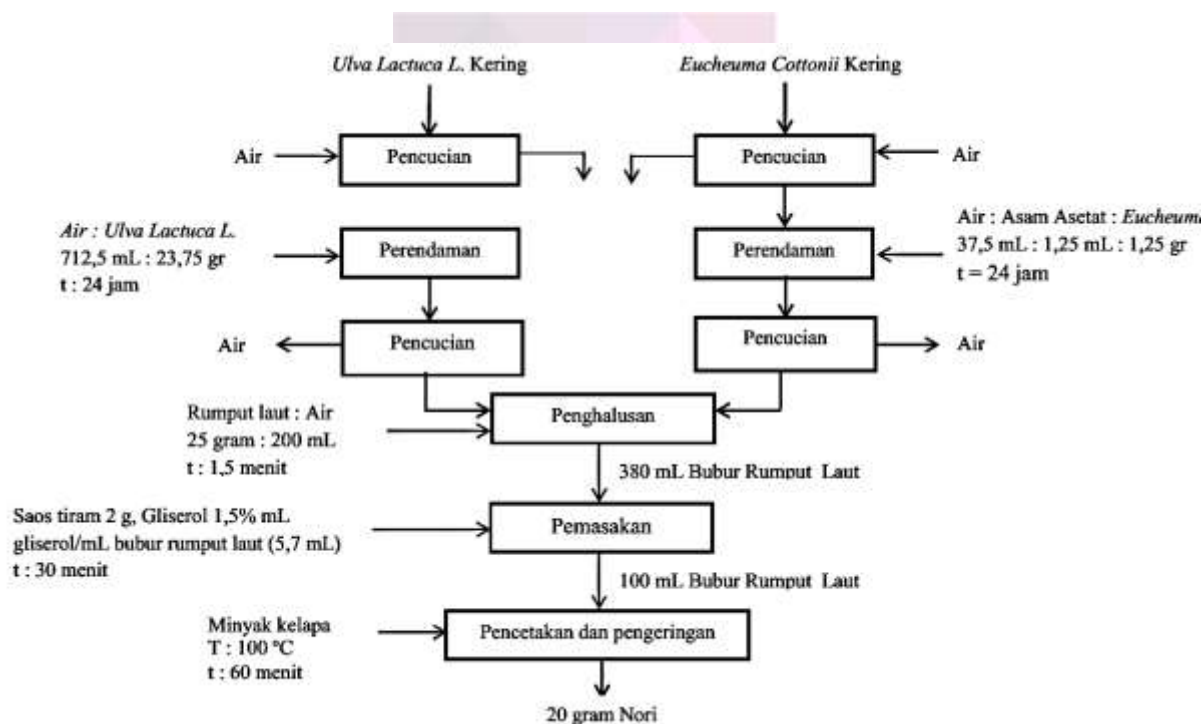 Ulva Lactuca L. Kering
Eucheuma Cottonii Kering
Air
Pencucian
Pencucian
Air
Air : Ulva Lactuca L.
712,5 mL : 23,75 gr
t : 24 jam
Perendaman
Perendaman
Air : Asam Asetat : Eucheuma
37,5 mL : 1,25 mL : 1,25 gr
t = 24 jam
Air
Pencucian
Pencucian
Air
Rumput laut : Air
25 gram : 200 mL
t : 1,5 menit
Penghalusan
380 mL Bubur Rumput Laut
Saos tiram 2 g, Gliserol 1,5% mL
gliserol/mL bubur rumput laut (5,7 mL)
t : 30 menit
Pemasakan
100 mL Bubur Rumput Laut
Minyak kelapa
T : 100 °C
t : 60 menit
Pencetakan dan pengeringan
20 gram Nori